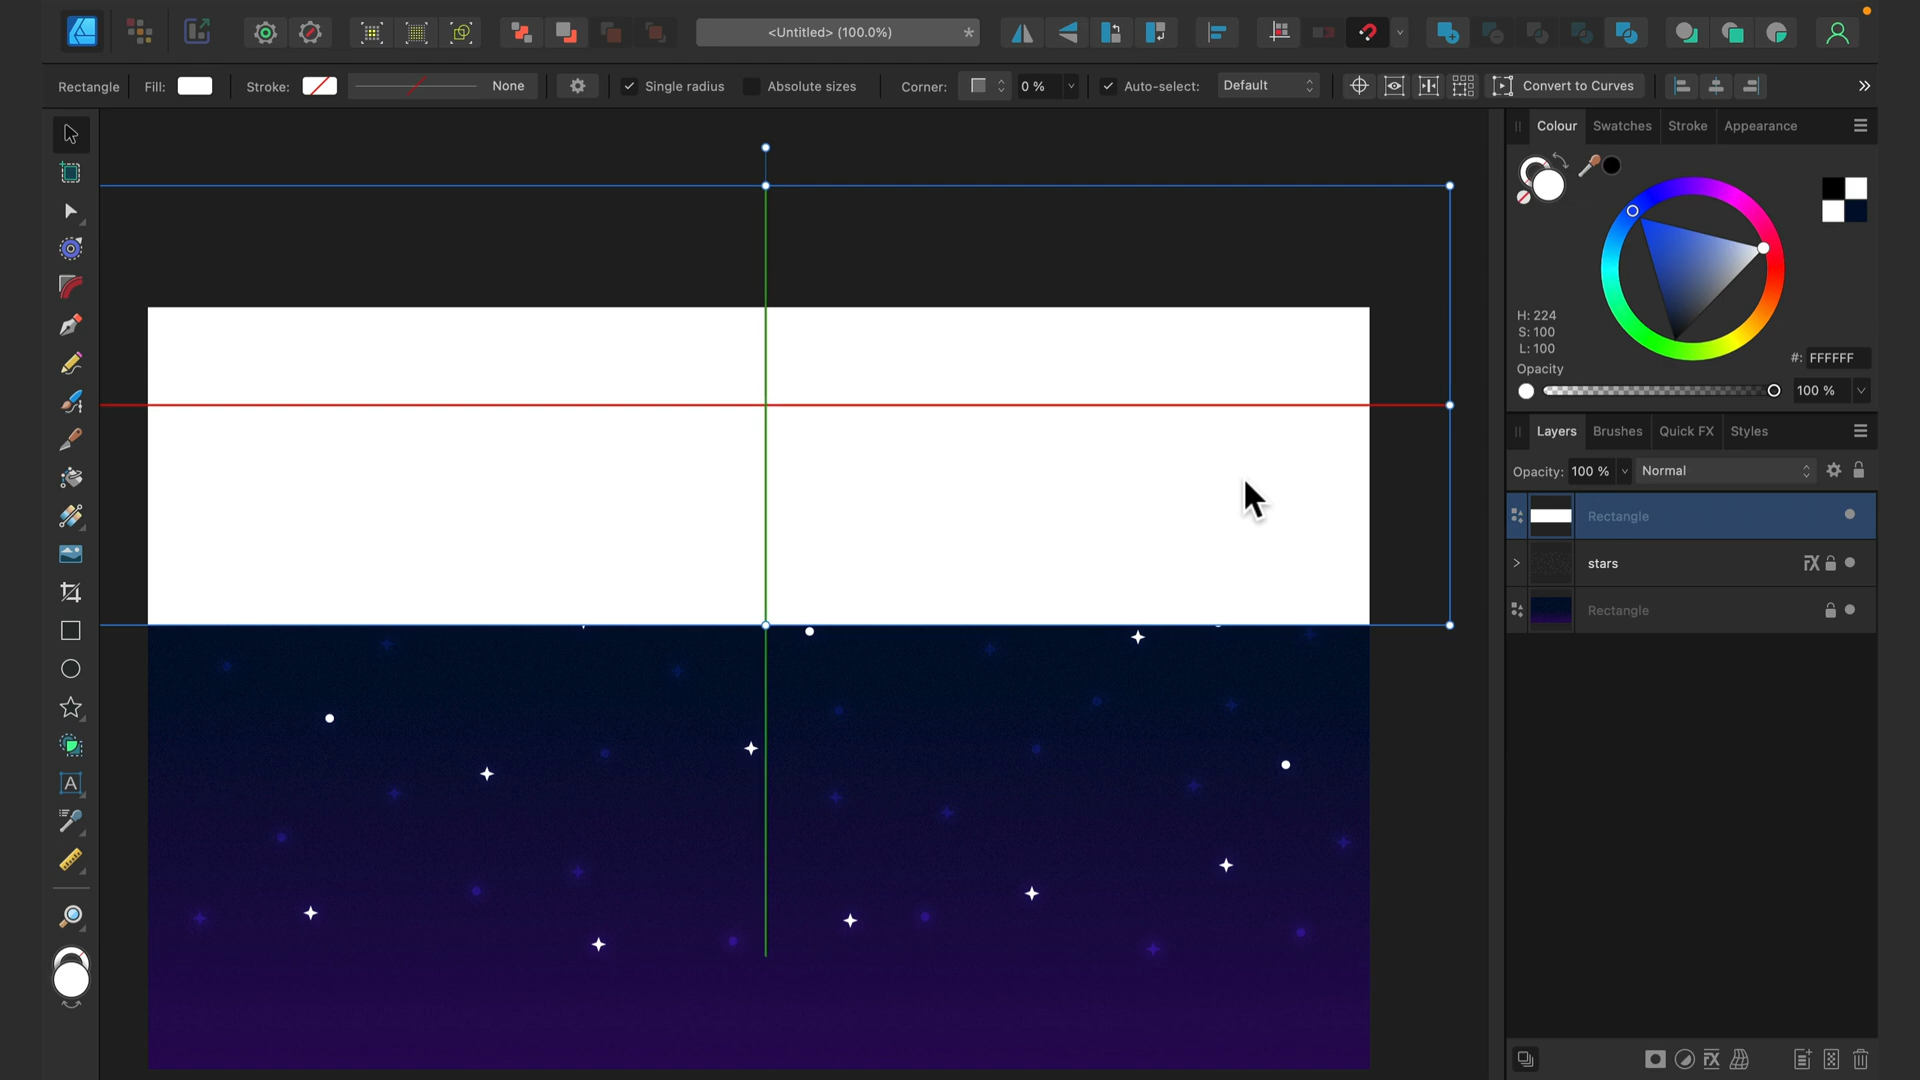 <Untitled> (100.0%) *
Rectangle Fill: Stroke: None Single radius Absolute sizes Corner: 0 % Auto-select: Default Convert to Curves »
Colour Swatches Stroke Appearance
H: 224
S: 100
L: 100
#: FFFFFF
Opacity
100 %
Layers Brushes Quick FX Styles
Opacity: 100 % Normal
Rectangle
stars FX
Rectangle
A
FX